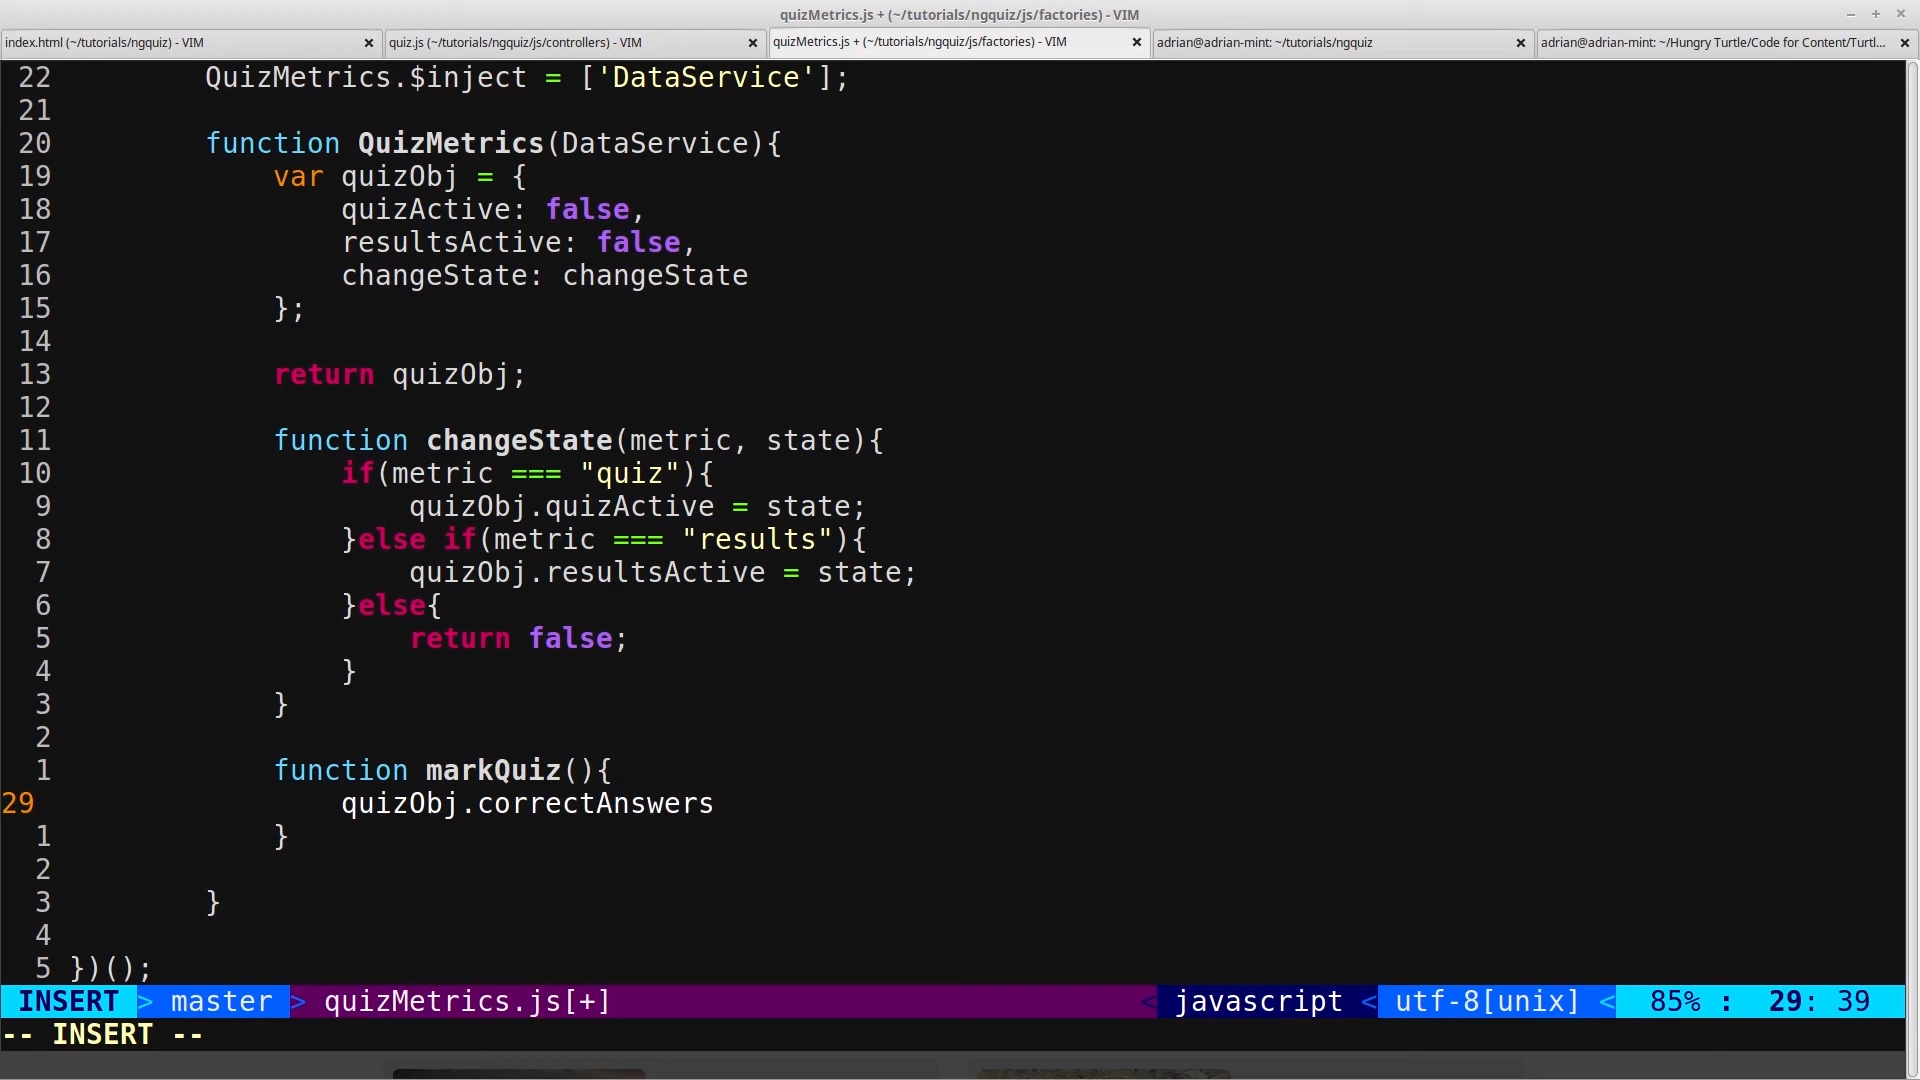 quizMetrics.js + (~/tutorials/ngquiz/js/factories) - VIM
index.html (~/tutorials/ngquiz) - VIM
quiz.js (~/tutorials/ngquiz/js/controllers) - VIM
quizMetrics.js + (~/tutorials/ngquiz/js/factories) - VIM
adrian@adrian-mint: ~/tutorials/ngquiz
adrian@adrian-mint: ~/Hungry Turtle/Code for Content/Turtl...
22 QuizMetrics.$inject = ['DataService'];
21
20 function QuizMetrics(DataService){
19 var quizObj = {
18 quizActive: false,
17 resultsActive: false,
16 changeState: changeState
15 };
14
13 return quizObj;
12
11 function changeState(metric, state){
10 if(metric === "quiz"){
9 quizObj.quizActive = state;
8 }else if(metric === "results"){
7 quizObj.resultsActive = state;
6 }else{
5 return false;
4 }
3 }
2
1 function markQuiz(){
29 quizObj.correctAnswers
1 }
2
3 }
4
5 })();
INSERT > master > quizMetrics.js[+] < javascript < utf-8[unix] < 85% : 29: 39
-- INSERT --